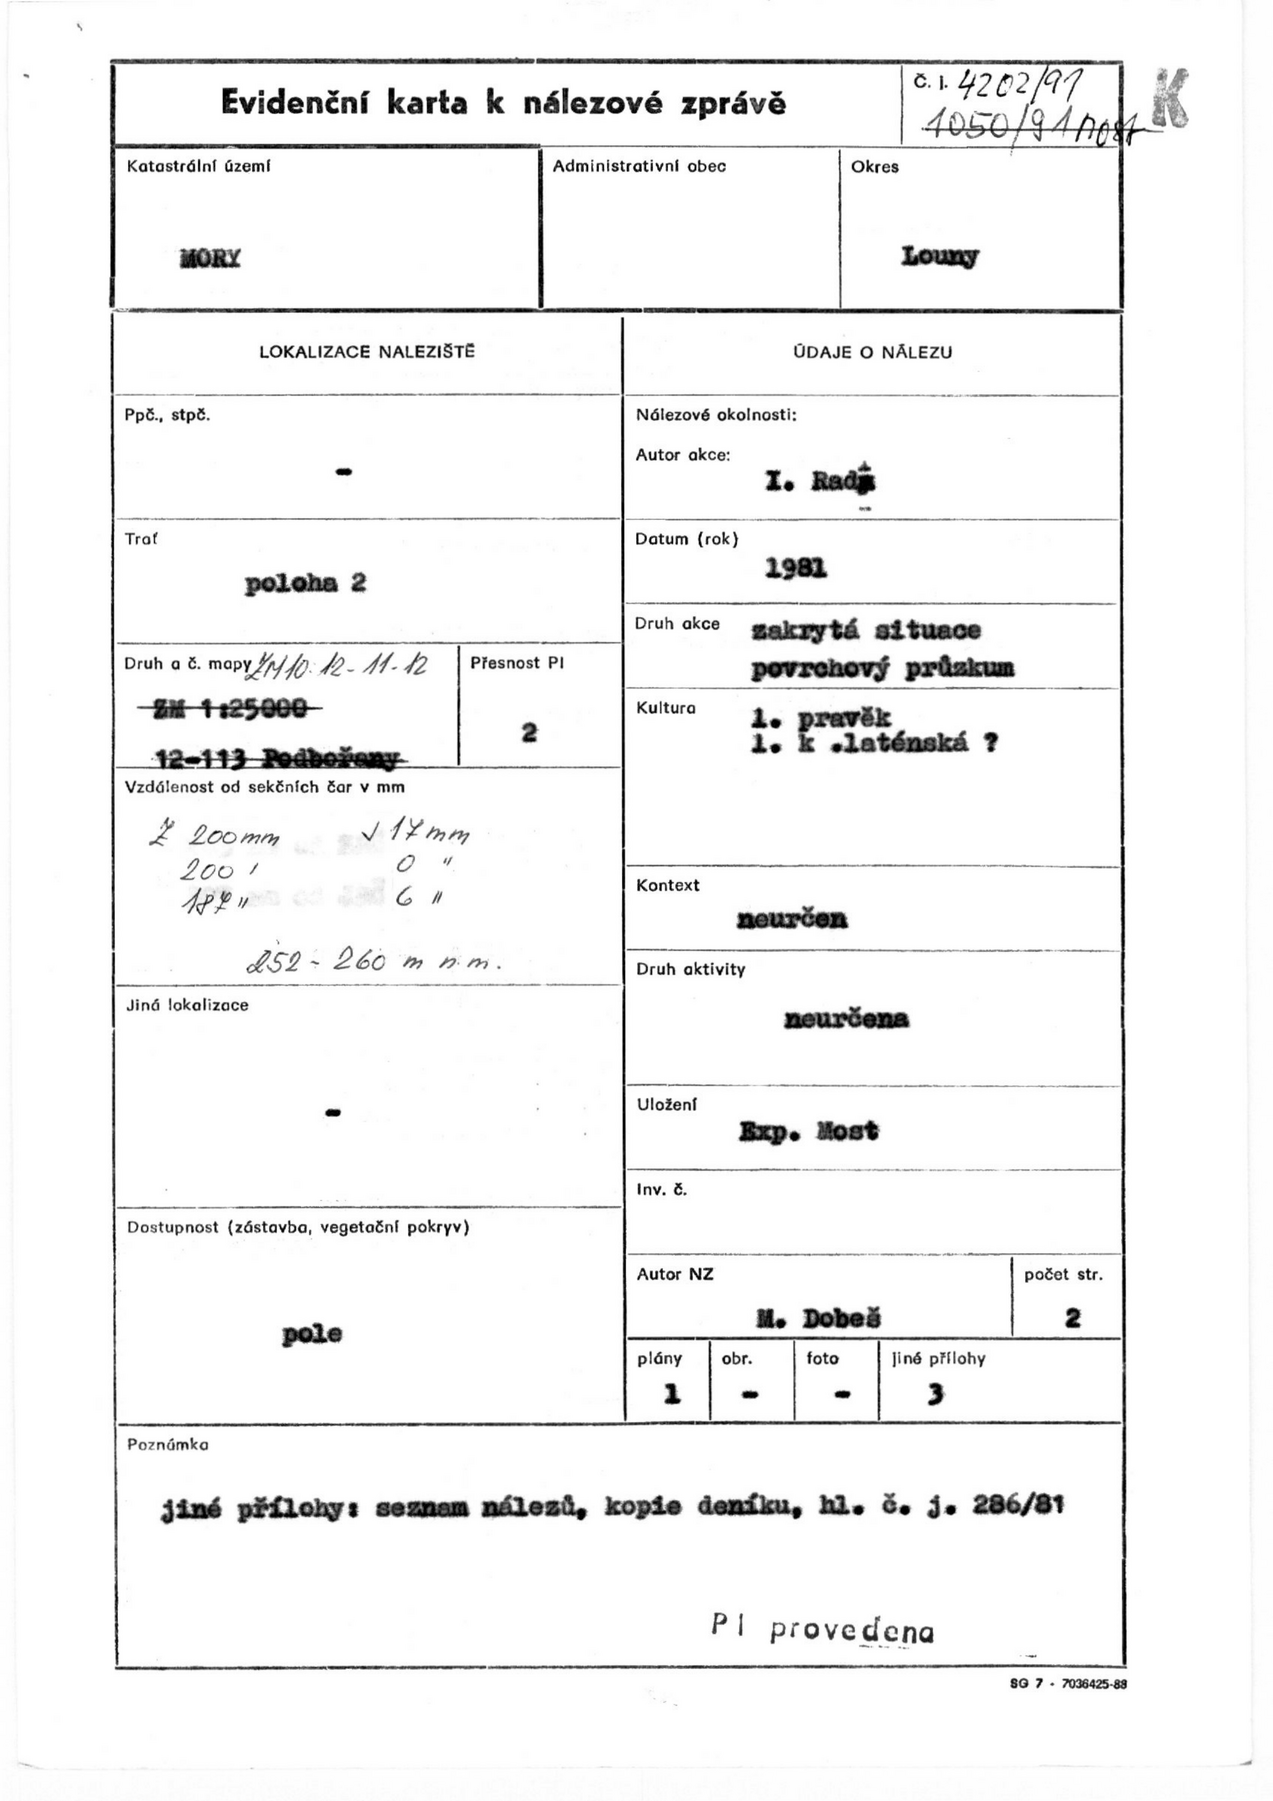 Evidenční karta k nálezové zprávě
č. j. 4202/91
1050/91 Most
K
Katastrální území
MORY
Administrativní obec
Okres
Louny
LOKALIZACE NALEZIŠTĚ
Ppč., stpč.
-
Trať
poloha 2
Druh a č. mapy ZM10: 12-11-12
ZM 1:25000
12-113 Podbořany
Přesnost PI
2
Vzdálenost od sekčních čar v mm
Z 200mm J 17mm
200 " 0 "
187 " 6 "
252 - 260 m n.m.
Jiná lokalizace
-
Dostupnost (zástavba, vegetační pokryv)
pole
ÚDAJE O NÁLEZU
Nálezové okolnosti:
Autor akce:
I.
Datum (rok)
1981
Druh akce
zakrytá situace
povrchový průzkum
Kultura
1. pravěk
1. k .laténská ?
Kontext
neurčen
Druh aktivity
neurčena
Uložení
Exp. Most
Inv. č.
Autor NZ
M. Dobeš
počet str.
2
plány
1
obr.
-
foto
-
jiné přílohy
3
Poznámka
jiné přílohy: seznam nálezů, kopie deníku, hl. č. j. 286/81
PI provedena
SG 7 - 7036425-88